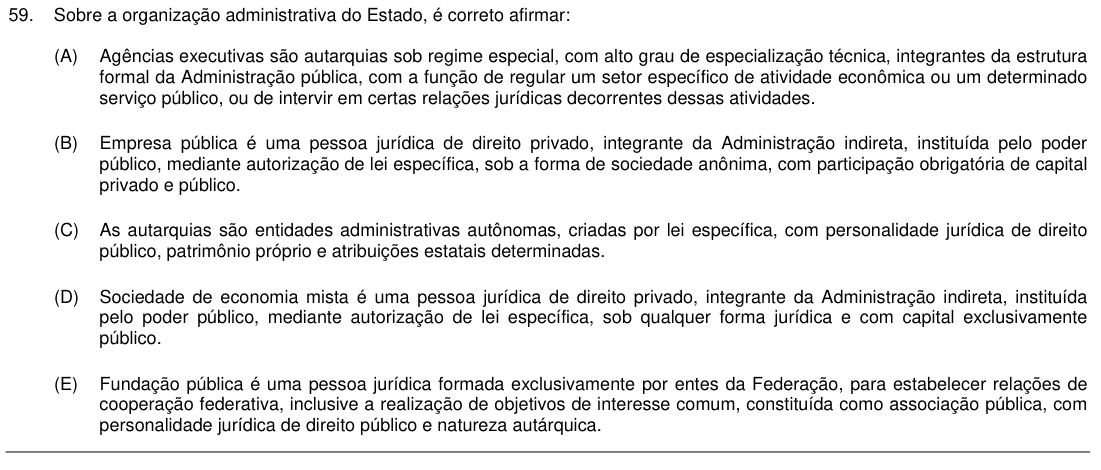 59. Sobre a organização administrativa do Estado, é correto afirmar:
(A) Agências executivas são autarquias sob regime especial, com alto grau de especialização técnica, integrantes da estrutura
formal da Administração pública, com a função de regular um setor específico de atividade econômica ou um determinado
serviço público, ou de intervir em certas relações jurídicas decorrentes dessas atividades.
(B) Empresa pública é uma pessoa jurídica de direito privado, integrante da Administração indireta, instituída pelo poder
público, mediante autorização de lei específica, sob a forma de sociedade anônima, com participação obrigatória de capital
privado e público.
(C) As autarquias são entidades administrativas autônomas, criadas por lei específica, com personalidade jurídica de direito
público, patrimônio próprio e atribuições estatais determinadas.
(D) Sociedade de economia mista é uma pessoa jurídica de direito privado, integrante da Administração indireta, instituída
pelo poder público, mediante autorização de lei específica, sob qualquer forma jurídica e com capital exclusivamente
público.
(E) Fundação pública é uma pessoa jurídica formada exclusivamente por entes da Federação, para estabelecer relações de
cooperação federativa, inclusive a realização de objetivos de interesse comum, constituída como associação pública, com
personalidade jurídica de direito público e natureza autárquica.